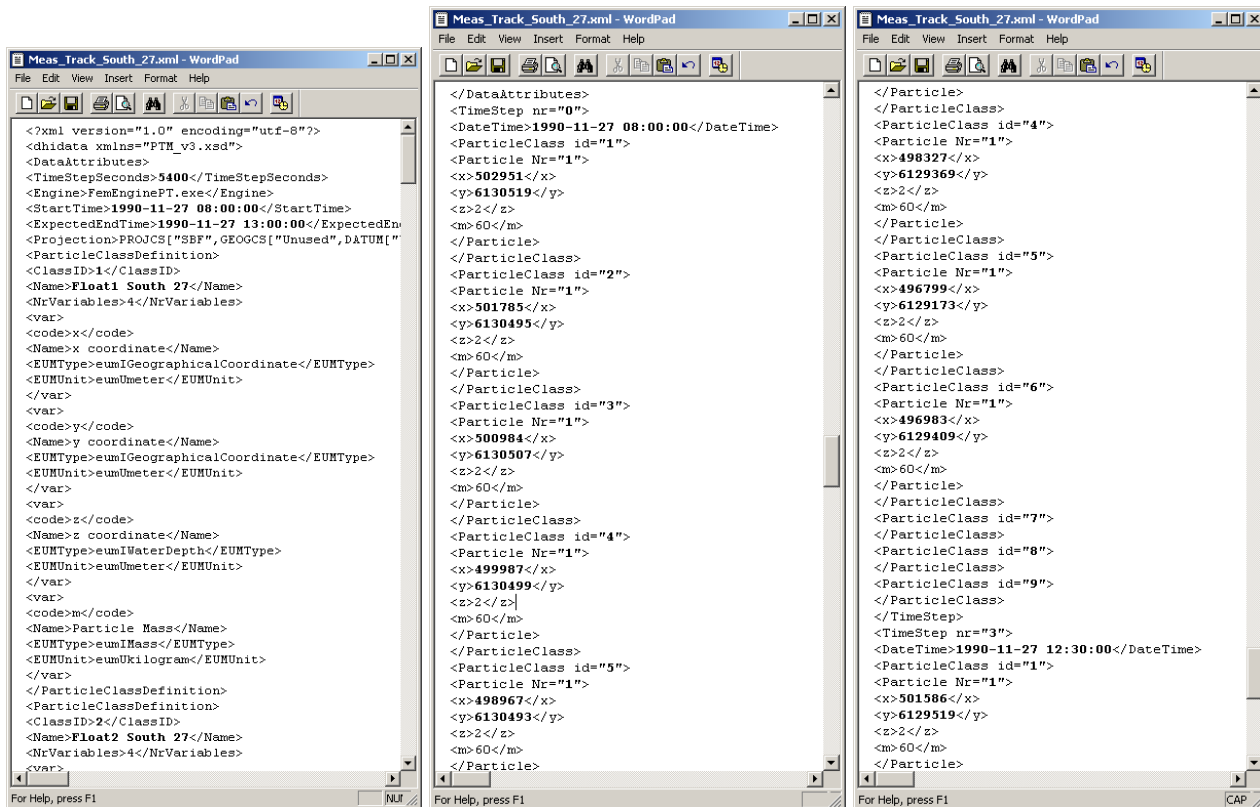 Meas_Track_South_27.xml - WordPad
File Edit View Insert Format Help
<?xml version="1.0" encoding="utf-8"?>
<dhidata xmlns="PTM_v3.xsd">
<DataAttributes>
<TimeStepSeconds>5400</TimeStepSeconds>
<Engine>FemEnginePT.exe</Engine>
<StartTime>1990-11-27 08:00:00</StartTime>
<ExpectedEndTime>1990-11-27 13:00:00</ExpectedEn
<Projection>PROJCS["SBF",GEOGCS["Unused",DATUM["
<ParticleClassDefinition>
<ClassID>1</ClassID>
<Name>Float1 South 27</Name>
<NrVariables>4</NrVariables>
<var>
<code>x</code>
<Name>x coordinate</Name>
<EUMType>eumIGeographicalCoordinate</EUMType>
<EUMUnit>eumUmeter</EUMUnit>
</var>
<var>
<code>y</code>
<Name>y coordinate</Name>
<EUMType>eumIGeographicalCoordinate</EUMType>
<EUMUnit>eumUmeter</EUMUnit>
</var>
<var>
<code>z</code>
<Name>z coordinate</Name>
<EUMType>eumIWaterDepth</EUMType>
<EUMUnit>eumUmeter</EUMUnit>
</var>
<var>
<code>m</code>
<Name>Particle Mass</Name>
<EUMType>eumIMass</EUMType>
<EUMUnit>eumUkilogram</EUMUnit>
</var>
</ParticleClassDefinition>
<ParticleClassDefinition>
<ClassID>2</ClassID>
<Name>Float2 South 27</Name>
<NrVariables>4</NrVariables>
<var>
For Help, press F1
Meas_Track_South_27.xml - WordPad
File Edit View Insert Format Help
</DataAttributes>
<TimeStep nr="0">
<DateTime>1990-11-27 08:00:00</DateTime>
<ParticleClass id="1">
<Particle Nr="1">
<x>502951</x>
<y>6130519</y>
<z>2</z>
<m>60</m>
</Particle>
</ParticleClass>
<ParticleClass id="2">
<Particle Nr="1">
<x>501785</x>
<y>6130495</y>
<z>2</z>
<m>60</m>
</Particle>
</ParticleClass>
<ParticleClass id="3">
<Particle Nr="1">
<x>500984</x>
<y>6130507</y>
<z>2</z>
<m>60</m>
</Particle>
</ParticleClass>
<ParticleClass id="4">
<Particle Nr="1">
<x>499987</x>
<y>6130499</y>
<z>2</z>
<m>60</m>
</Particle>
</ParticleClass>
<ParticleClass id="5">
<Particle Nr="1">
<x>498967</x>
<y>6130493</y>
<z>2</z>
<m>60</m>
</Particle>
For Help, press F1
Meas_Track_South_27.xml - WordPad
File Edit View Insert Format Help
</Particle>
</ParticleClass>
<ParticleClass id="4">
<Particle Nr="1">
<x>498327</x>
<y>6129369</y>
<z>2</z>
<m>60</m>
</Particle>
</ParticleClass>
<ParticleClass id="5">
<Particle Nr="1">
<x>496799</x>
<y>6129173</y>
<z>2</z>
<m>60</m>
</Particle>
</ParticleClass>
<ParticleClass id="6">
<Particle Nr="1">
<x>496983</x>
<y>6129409</y>
<z>2</z>
<m>60</m>
</Particle>
</ParticleClass>
<ParticleClass id="7">
</ParticleClass>
<ParticleClass id="8">
</ParticleClass>
<ParticleClass id="9">
</ParticleClass>
</TimeStep>
<TimeStep nr="3">
<DateTime>1990-11-27 12:30:00</DateTime>
<ParticleClass id="1">
<Particle Nr="1">
<x>501586</x>
<y>6129519</y>
<z>2</z>
<m>60</m>
</Particle>
For Help, press F1
CAP